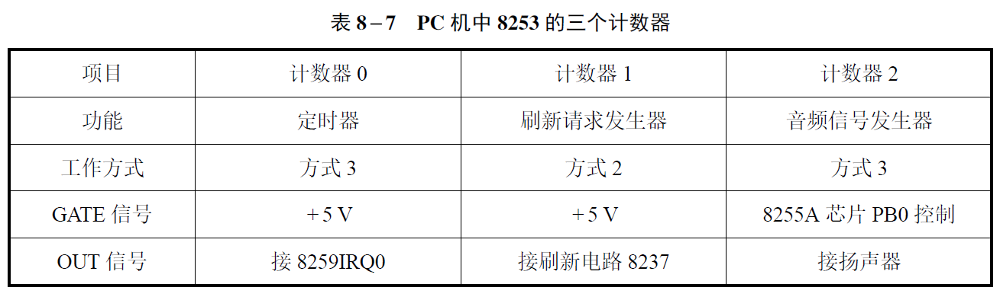 表 8－7 PC 机中 8253 的三个计数器
项目 计数器 0 计数器 1 计数器 2
功能 定时器 刷新请求发生器 音频信号发生器
工作方式 方式 3 方式 2 方式 3
GATE 信号 +5 V +5 V 8255A 芯片 PB0 控制
OUT 信号 接 8259IRQ0 接刷新电路 8237 接扬声器